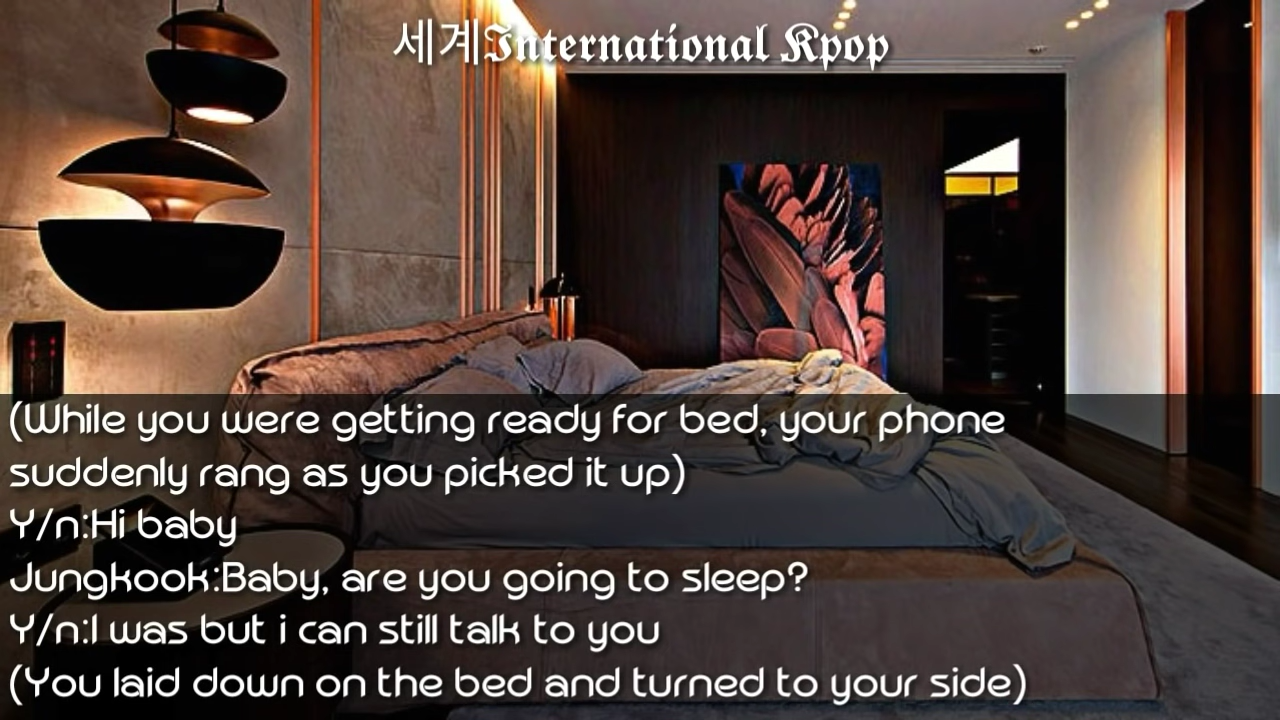 세계International Kpop
(While you were getting ready for bed, your phone
suddenly rang as you picked it up)
Y/n:Hi baby
Jungkook:Baby, are you going to sleep?
Y/n:I was but i can still talk to you
(You laid down on the bed and turned to your side)